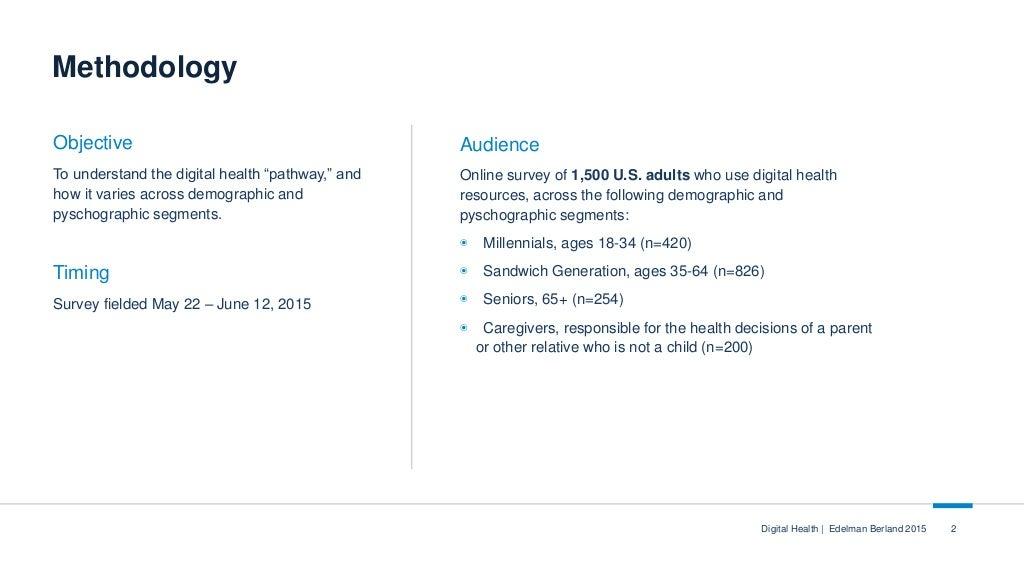 Methodology
Objective
To understand the digital health “pathway,” and
how it varies across demographic and
pyschographic segments.
Timing
Survey fielded May 22 – June 12, 2015
Audience
Online survey of 1,500 U.S. adults who use digital health
resources, across the following demographic and
pyschographic segments:
Millennials, ages 18-34 (n=420)
Sandwich Generation, ages 35-64 (n=826)
Seniors, 65+ (n=254)
Caregivers, responsible for the health decisions of a parent
or other relative who is not a child (n=200)
Digital Health | Edelman Berland 2015 2